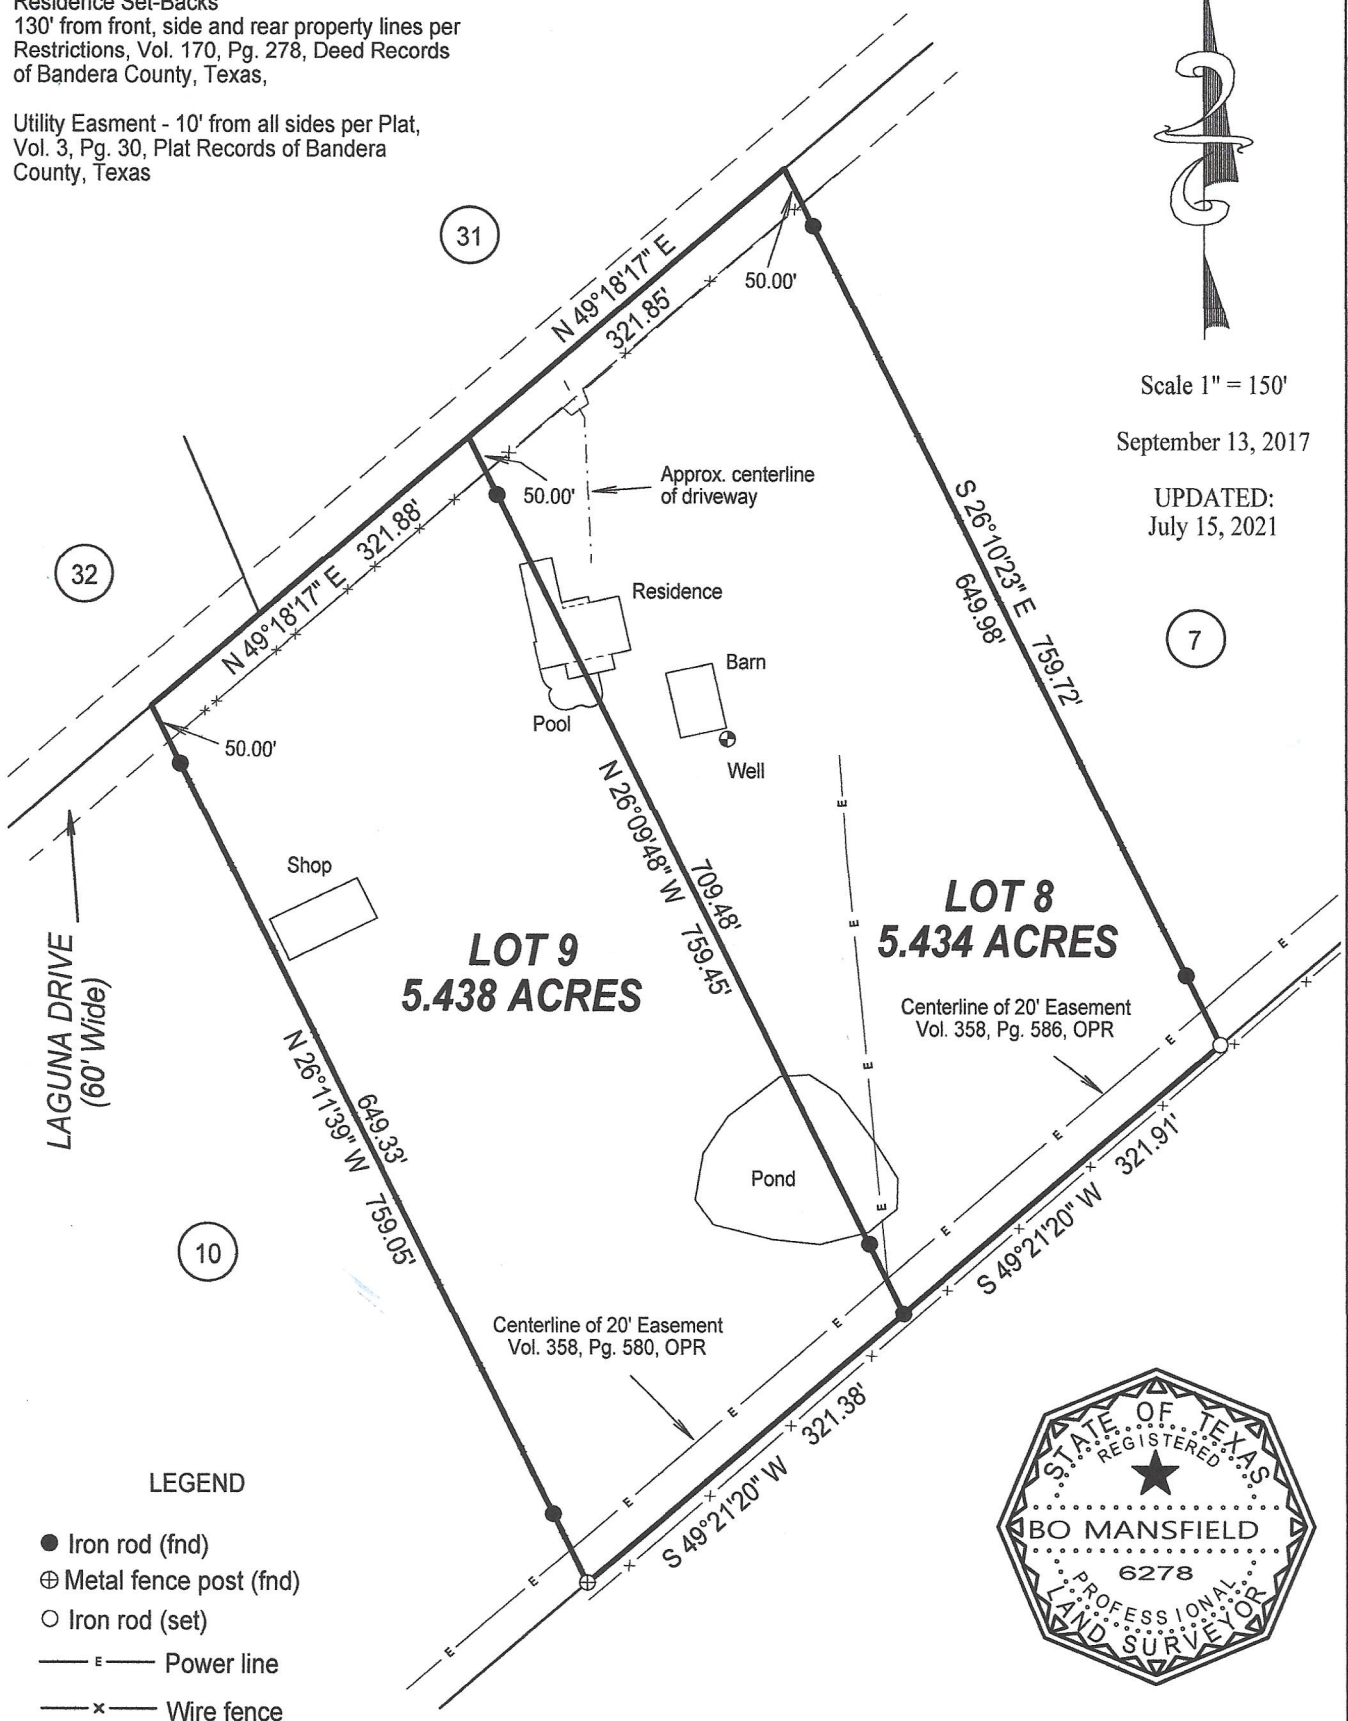 Residence Set-Backs
130' from front, side and rear property lines per
Restrictions, Vol. 170, Pg. 278, Deed Records
of Bandera County, Texas,
Utility Easment - 10' from all sides per Plat,
Vol. 3, Pg. 30, Plat Records of Bandera
County, Texas
31
N 49°18'17" E
321.85'
50.00'
Scale 1" = 150'
September 13, 2017
UPDATED:
July 15, 2021
32
N 49°18'17" E 321.88'
50.00'
Approx. centerline
of driveway
S 26°10'23" E 759.72'
649.98'
7
Residence
Barn
Pool
Well
50.00'
N 26°09'48" W 759.45'
709.48'
E
Shop
LAGUNA DRIVE
(60' Wide)
LOT 9
5.438 ACRES
LOT 8
5.434 ACRES
E
Centerline of 20' Easement
Vol. 358, Pg. 586, OPR
E
E
E
E
N 26°11'39" W 759.05'
649.33'
Pond
E
E
S 49°21'20" W 321.91'
10
Centerline of 20' Easement
Vol. 358, Pg. 580, OPR
E
E
E
E
E
S 49°21'20" W 321.38'
LEGEND
Iron rod (fnd)
Metal fence post (fnd)
Iron rod (set)
E Power line
x Wire fence
STATE OF TEXAS
REGISTERED
BO MANSFIELD
6278
PROFESSIONAL
LAND SURVEYOR